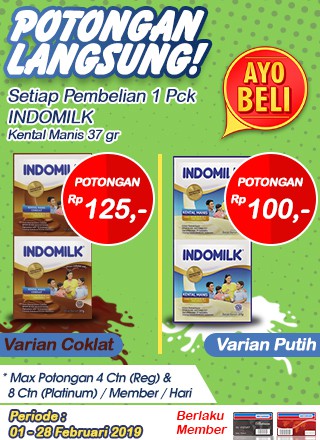 POTONGAN
LANGSUNG!
AYO
BELI
Setiap Pembelian 1 Pck
INDOMILK
Kental Manis 37 gr
POTONGAN
Rp 125,-
POTONGAN
Rp 100,-
INDOMILK
INDOMILK
KENTAL MANIS
INDOMILK
INDOMILK
KENTAL MANIS
Varian Coklat
Varian Putih
* Max Potongan 4 Ctn (Reg) &
8 Ctn (Platinum) / Member / Hari
Periode :
01 - 28 Februari 2019
Berlaku
Member